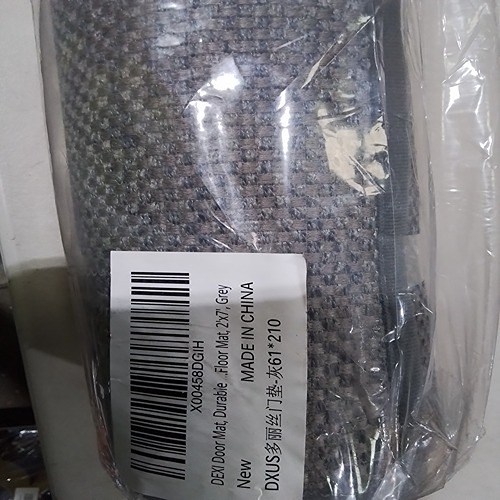 X00458DGIH
DEXI Door Mat, Durable ...Floor Mat, 2'x7', Grey
New MADE IN CHINA
DXUS多丽丝门垫-灰61*210